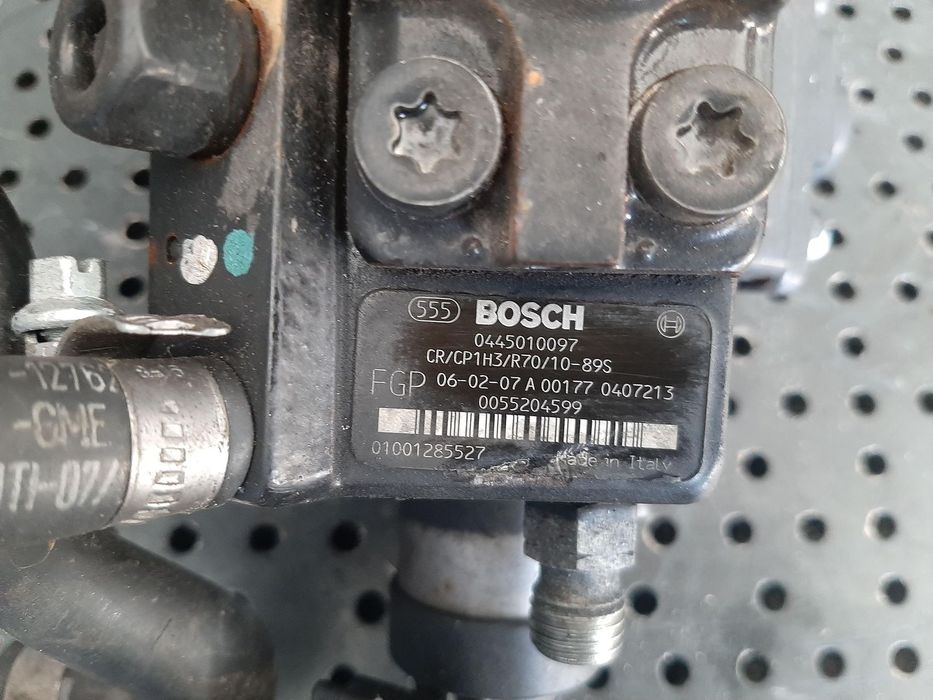 555 BOSCH
0445010097
CR/CP1H3/R70/10-89S
FGP 06-02-07 A 00177 0407213
0055204599
01001285527 Made in Italy
-GME